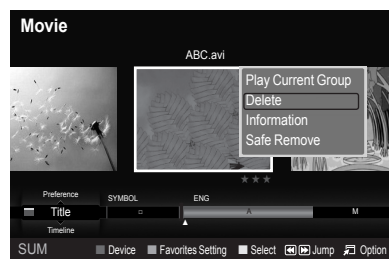 Movie
ABC.avi
Play Current Group
Delete
Information
Safe Remove
★★★
Preference
SYMBOL ENG
Title
A M
Timeline
SUM Device Favorites Setting Select Jump Option